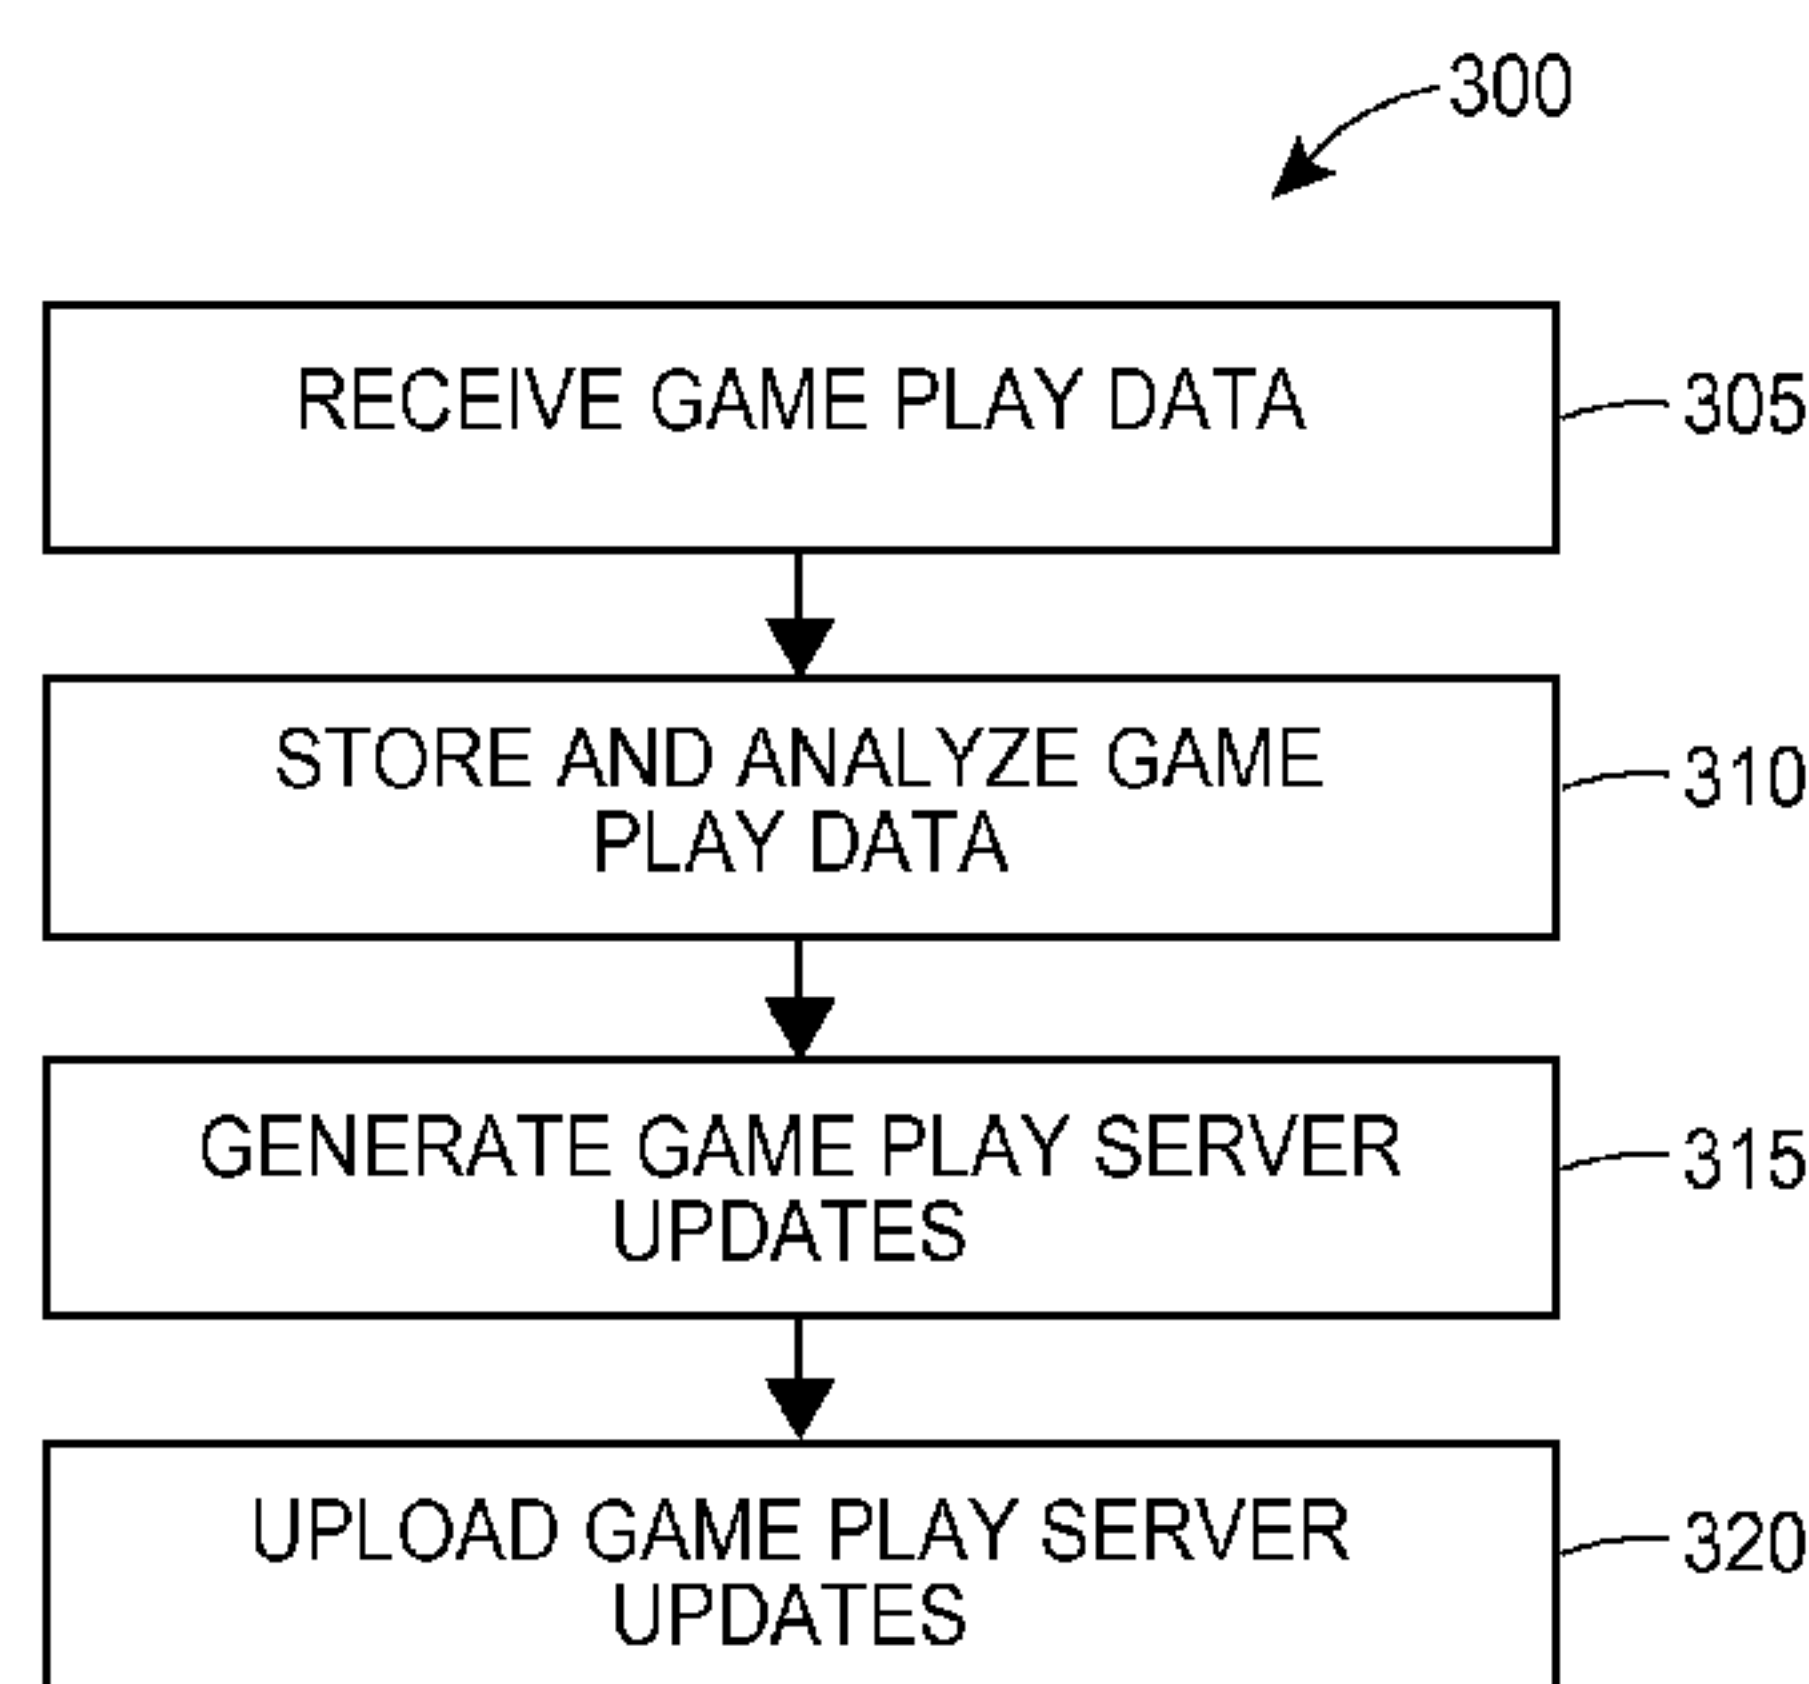 300
RECEIVE GAME PLAY DATA
305
STORE AND ANALYZE GAME
PLAY DATA
310
GENERATE GAME PLAY SERVER
UPDATES
315
UPLOAD GAME PLAY SERVER
UPDATES
320